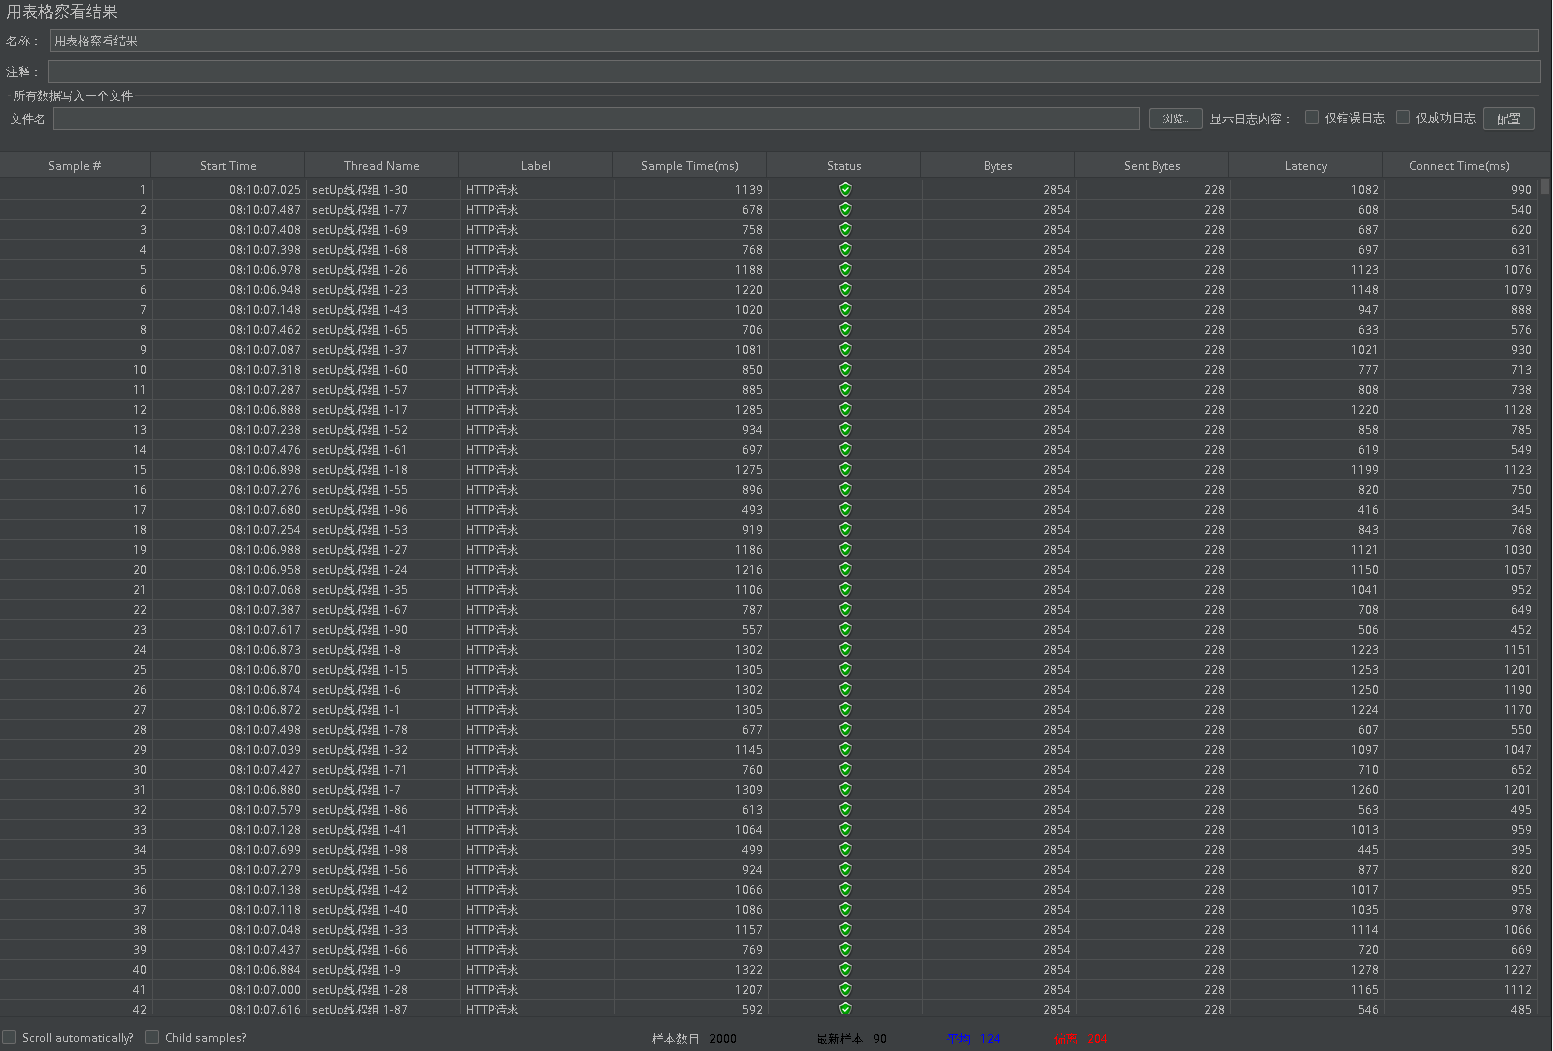 用表格察看结果
名称： 用表格察看结果
注释：
所有数据写入一个文件
文件名 浏览... 显示日志内容： 仅错误日志 仅成功日志 配置
Sample # Start Time Thread Name Label Sample Time(ms) Status Bytes Sent Bytes Latency Connect Time(ms)
1 08:10:07.025 setUp线程组 1-30 HTTP请求 1139 2854 228 1082 990
2 08:10:07.487 setUp线程组 1-77 HTTP请求 678 2854 228 608 540
3 08:10:07.408 setUp线程组 1-69 HTTP请求 758 2854 228 687 620
4 08:10:07.398 setUp线程组 1-68 HTTP请求 768 2854 228 697 631
5 08:10:06.978 setUp线程组 1-26 HTTP请求 1188 2854 228 1123 1076
6 08:10:06.948 setUp线程组 1-23 HTTP请求 1220 2854 228 1148 1079
7 08:10:07.148 setUp线程组 1-43 HTTP请求 1020 2854 228 947 888
8 08:10:07.462 setUp线程组 1-65 HTTP请求 706 2854 228 633 576
9 08:10:07.087 setUp线程组 1-37 HTTP请求 1081 2854 228 1021 930
10 08:10:07.318 setUp线程组 1-60 HTTP请求 850 2854 228 777 713
11 08:10:07.287 setUp线程组 1-57 HTTP请求 885 2854 228 808 738
12 08:10:06.888 setUp线程组 1-17 HTTP请求 1285 2854 228 1220 1128
13 08:10:07.238 setUp线程组 1-52 HTTP请求 934 2854 228 858 785
14 08:10:07.476 setUp线程组 1-61 HTTP请求 697 2854 228 619 549
15 08:10:06.898 setUp线程组 1-18 HTTP请求 1275 2854 228 1199 1123
16 08:10:07.276 setUp线程组 1-55 HTTP请求 896 2854 228 820 750
17 08:10:07.680 setUp线程组 1-96 HTTP请求 493 2854 228 416 345
18 08:10:07.254 setUp线程组 1-53 HTTP请求 919 2854 228 843 768
19 08:10:06.988 setUp线程组 1-27 HTTP请求 1186 2854 228 1121 1030
20 08:10:06.958 setUp线程组 1-24 HTTP请求 1216 2854 228 1150 1057
21 08:10:07.068 setUp线程组 1-35 HTTP请求 1106 2854 228 1041 952
22 08:10:07.387 setUp线程组 1-67 HTTP请求 787 2854 228 708 649
23 08:10:07.617 setUp线程组 1-90 HTTP请求 557 2854 228 506 452
24 08:10:06.873 setUp线程组 1-8 HTTP请求 1302 2854 228 1223 1151
25 08:10:06.870 setUp线程组 1-15 HTTP请求 1305 2854 228 1253 1201
26 08:10:06.874 setUp线程组 1-6 HTTP请求 1302 2854 228 1250 1190
27 08:10:06.872 setUp线程组 1-1 HTTP请求 1305 2854 228 1224 1170
28 08:10:07.498 setUp线程组 1-78 HTTP请求 677 2854 228 607 550
29 08:10:07.039 setUp线程组 1-32 HTTP请求 1145 2854 228 1097 1047
30 08:10:07.427 setUp线程组 1-71 HTTP请求 760 2854 228 710 652
31 08:10:06.880 setUp线程组 1-7 HTTP请求 1309 2854 228 1260 1201
32 08:10:07.579 setUp线程组 1-86 HTTP请求 613 2854 228 563 495
33 08:10:07.128 setUp线程组 1-41 HTTP请求 1064 2854 228 1013 959
34 08:10:07.699 setUp线程组 1-98 HTTP请求 499 2854 228 445 395
35 08:10:07.279 setUp线程组 1-56 HTTP请求 924 2854 228 877 820
36 08:10:07.138 setUp线程组 1-42 HTTP请求 1066 2854 228 1017 955
37 08:10:07.118 setUp线程组 1-40 HTTP请求 1086 2854 228 1035 978
38 08:10:07.048 setUp线程组 1-33 HTTP请求 1157 2854 228 1114 1066
39 08:10:07.437 setUp线程组 1-66 HTTP请求 769 2854 228 720 669
40 08:10:06.884 setUp线程组 1-9 HTTP请求 1322 2854 228 1278 1227
41 08:10:07.000 setUp线程组 1-28 HTTP请求 1207 2854 228 1165 1112
42 08:10:07.616 setUp线程组 1-87 HTTP请求 592 2854 228 546 485
Scroll automatically? Child samples? 样本数目 2000 最新样本 90 平均 124 偏离 204